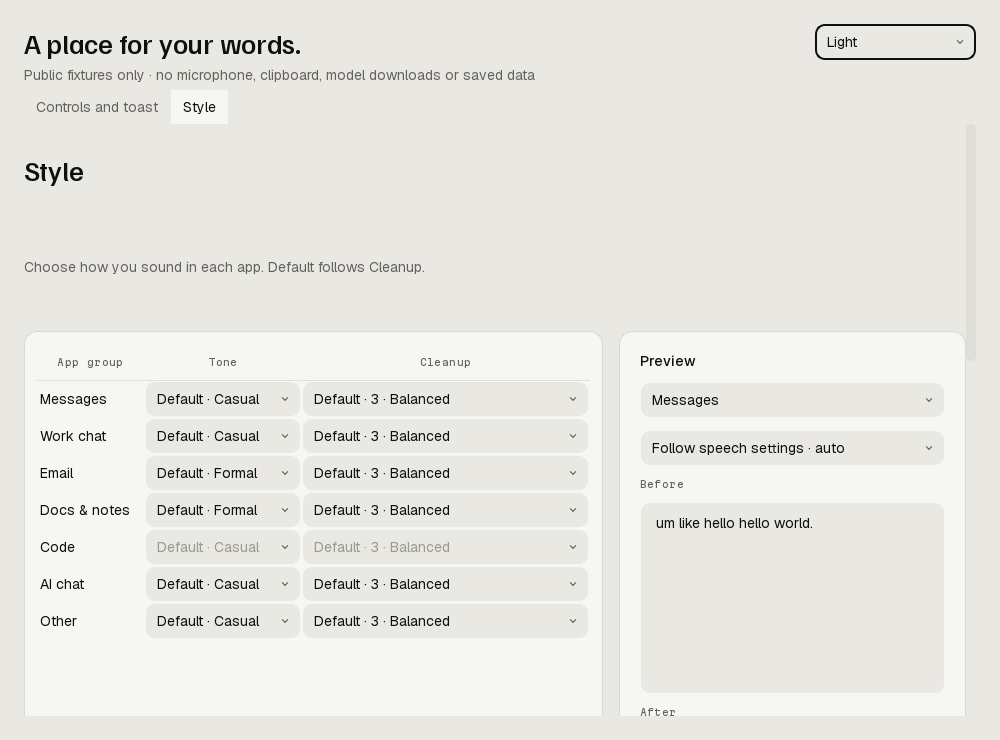 A place for your words.
Light
Public fixtures only · no microphone, clipboard, model downloads or saved data
Controls and toast Style
Style
Choose how you sound in each app. Default follows Cleanup.
App group Tone Cleanup
Messages Default · Casual Default · 3 · Balanced
Work chat Default · Casual Default · 3 · Balanced
Email Default · Formal Default · 3 · Balanced
Docs & notes Default · Formal Default · 3 · Balanced
Code Default · Casual Default · 3 · Balanced
AI chat Default · Casual Default · 3 · Balanced
Other Default · Casual Default · 3 · Balanced
Preview
Messages
Follow speech settings · auto
Before
um like hello hello world.
After